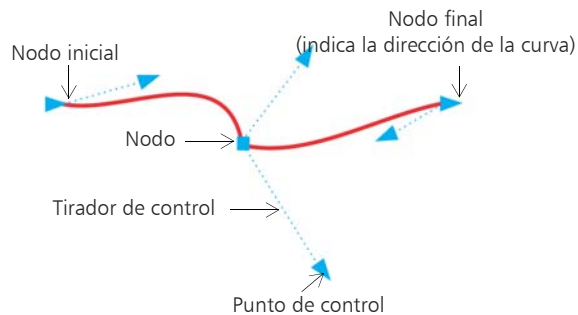 Nodo final
(indica la dirección de la curva)
Nodo inicial
Nodo
Tirador de control
Punto de control